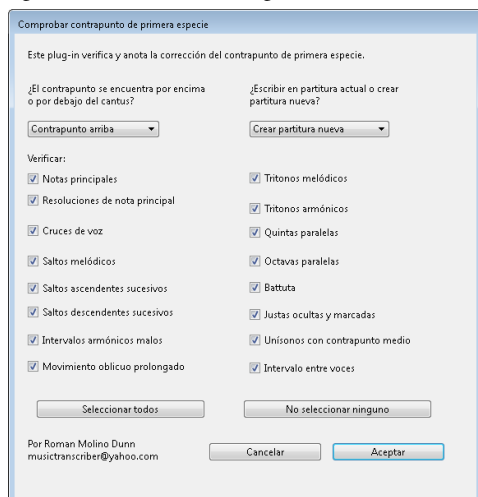 Comprobar contrapunto de primera especie
Este plug-in verifica y anota la corrección del contrapunto de primera especie.
¿El contrapunto se encuentra por encima
o por debajo del cantus?
¿Escribir en partitura actual o crear
partitura nueva?
Contrapunto arriba
Crear partitura nueva
Verificar:
Notas principales
Tritonos melódicos
Resoluciones de nota principal
Tritonos armónicos
Cruces de voz
Quintas paralelas
Saltos melódicos
Octavas paralelas
Saltos ascendentes sucesivos
Battuta
Saltos descendentes sucesivos
Justas ocultas y marcadas
Intervalos armónicos malos
Unísonos con contrapunto medio
Movimiento oblicuo prolongado
Intervalo entre voces
Seleccionar todos
No seleccionar ninguno
Por Roman Molino Dunn
musictranscriber@yahoo.com
Cancelar
Aceptar